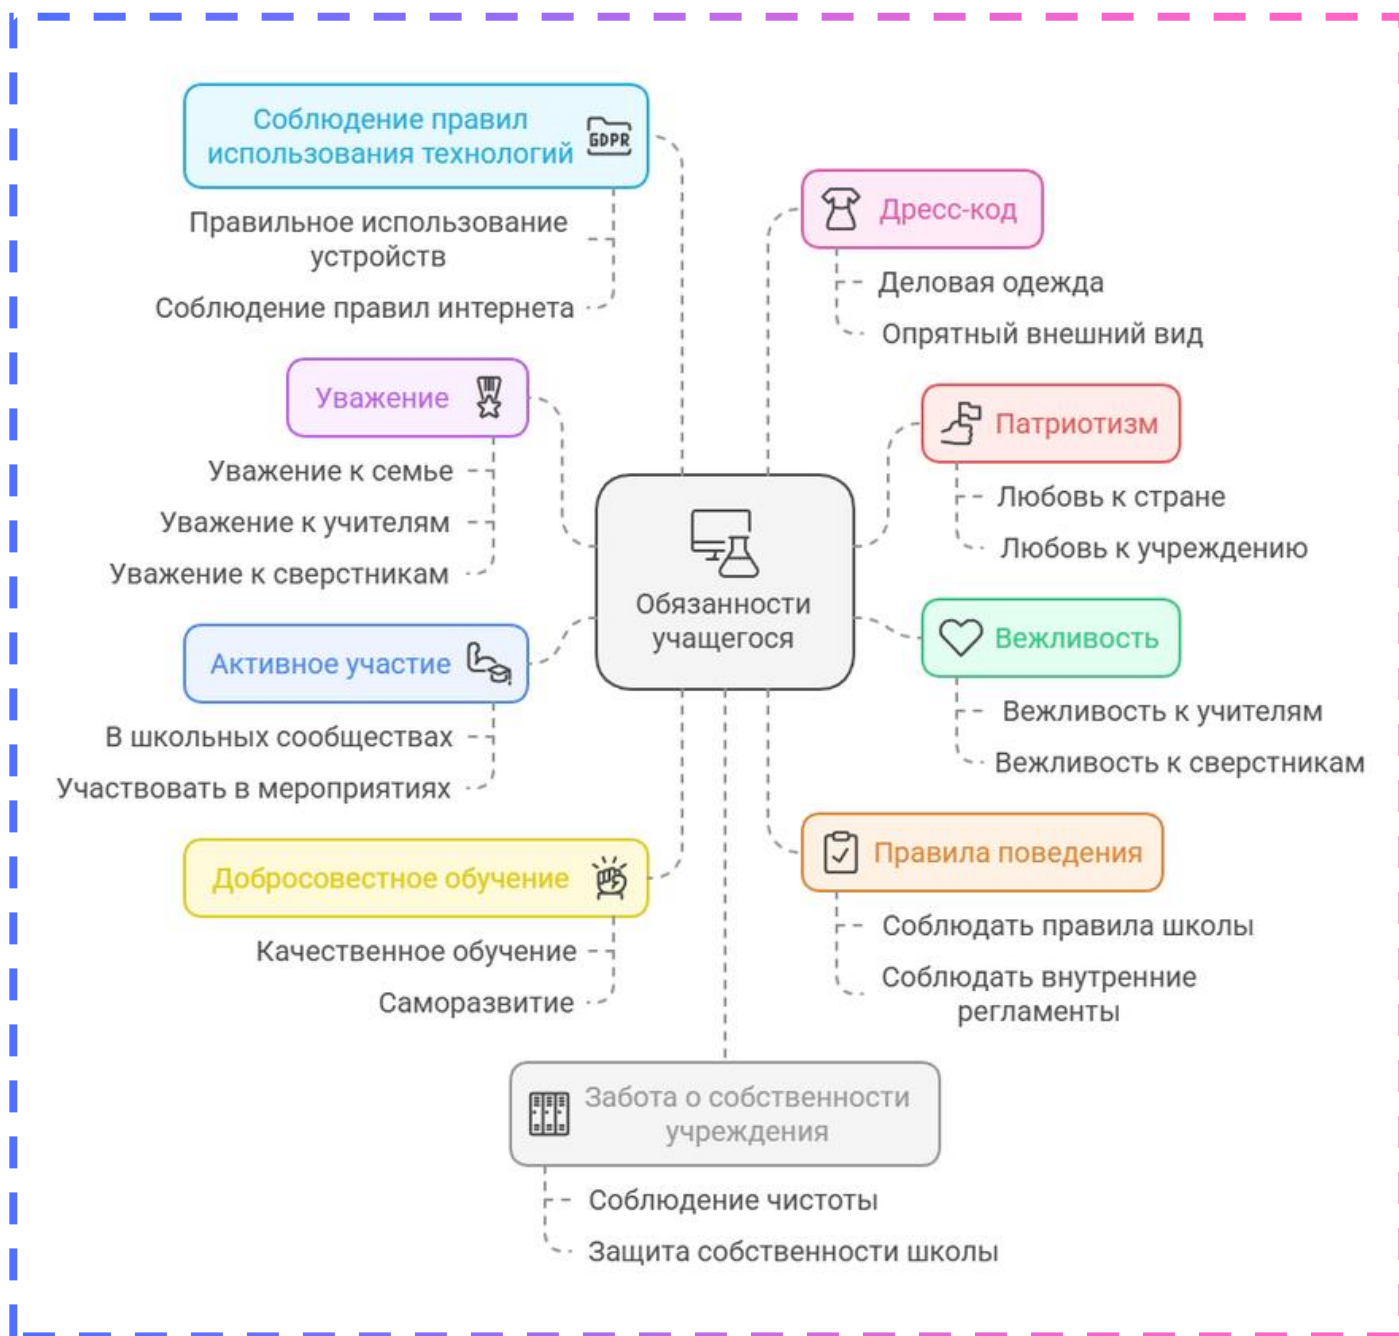 Соблюдение правил
использования технологий
GDPR
Правильное использование
устройств
Соблюдение правил интернета
Уважение
Уважение к семье
Уважение к учителям
Уважение к сверстникам
Активное участие
В школьных сообществах
Участвовать в мероприятиях
Добросовестное обучение
Качественное обучение
Саморазвитие
Обязанности
учащегося
Дресс-код
Деловая одежда
Опрятный внешний вид
Патриотизм
Любовь к стране
Любовь к учреждению
Вежливость
Вежливость к учителям
Вежливость к сверстникам
Правила поведения
Соблюдать правила школы
Соблюдать внутренние
регламенты
Забота о собственности
учреждения
Соблюдение чистоты
Защита собственности школы